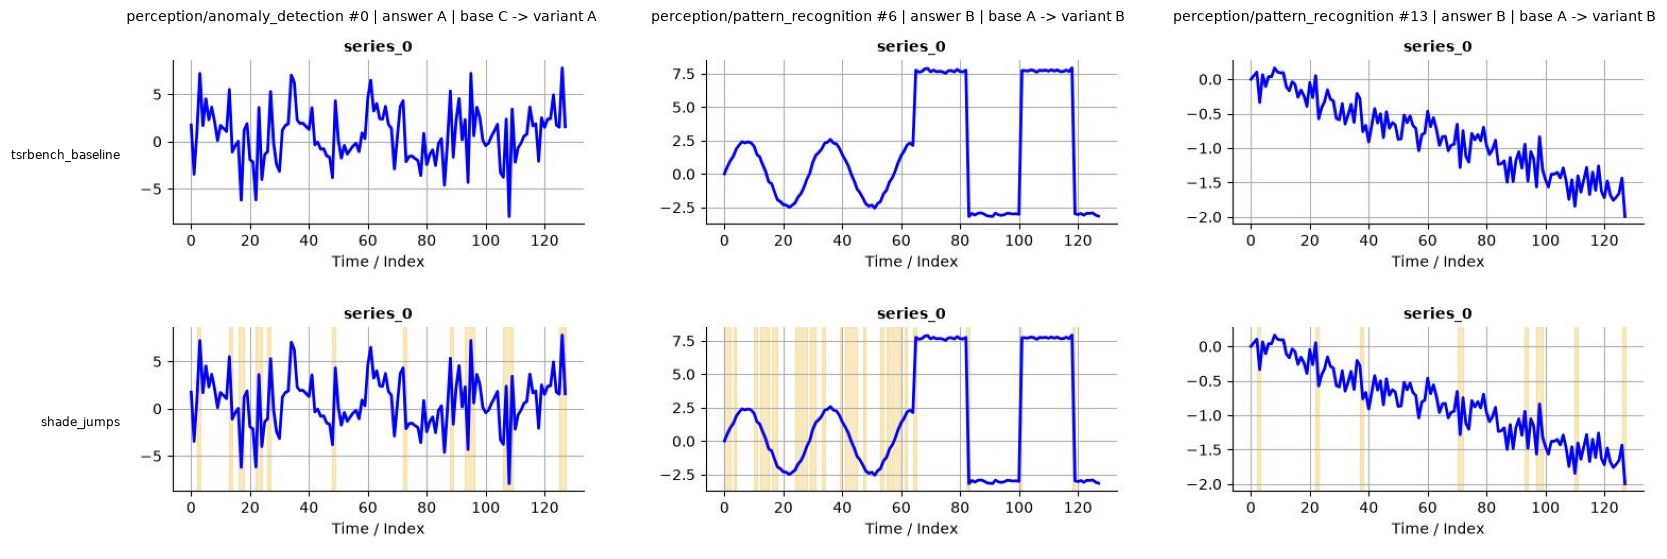 perception/anomaly_detection #0 | answer A | base C -> variant A
perception/pattern_recognition #6 | answer B | base A -> variant B
perception/pattern_recognition #13 | answer B | base A -> variant B
tsrbench_baseline
series_0
5
0
−5
0 20 40 60 80 100 120
Time / Index
series_0
7.5
5.0
2.5
0.0
−2.5
0 20 40 60 80 100 120
Time / Index
series_0
0.0
−0.5
−1.0
−1.5
−2.0
0 20 40 60 80 100 120
Time / Index
shade_jumps
series_0
5
0
−5
0 20 40 60 80 100 120
Time / Index
series_0
7.5
5.0
2.5
0.0
−2.5
0 20 40 60 80 100 120
Time / Index
series_0
0.0
−0.5
−1.0
−1.5
−2.0
0 20 40 60 80 100 120
Time / Index